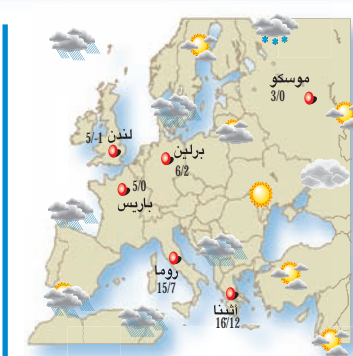 موسكو
3/0
لندن 5/-1
برلين
6/2
5/0
باريس
روما
15/7
أثينا
16/12